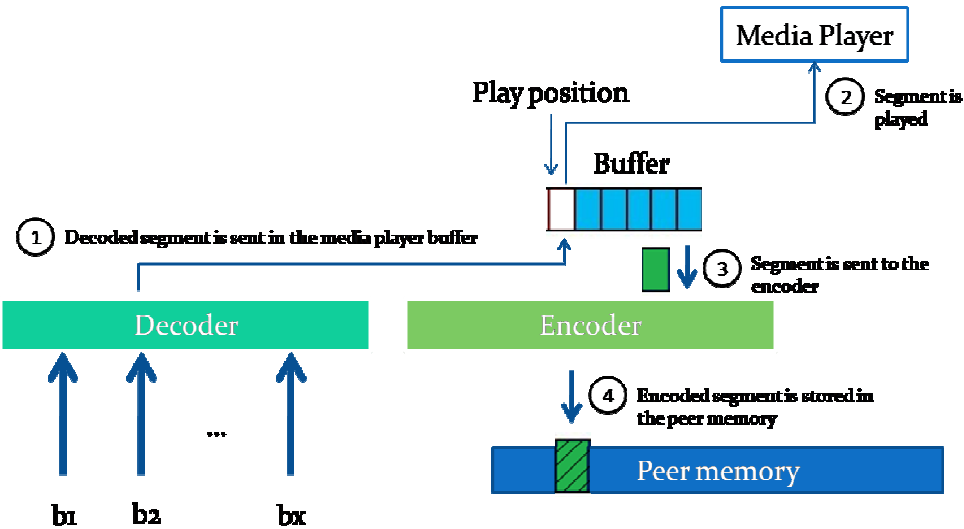 Media Player
Play position
2 Segment is
played
Buffer
1 Decoded segment is sent in the media player buffer
3 Segment is sent to the
encoder
Decoder
Encoder
4 Encoded segment is stored in
the peer memory
...
Peer memory
b1 b2 bx